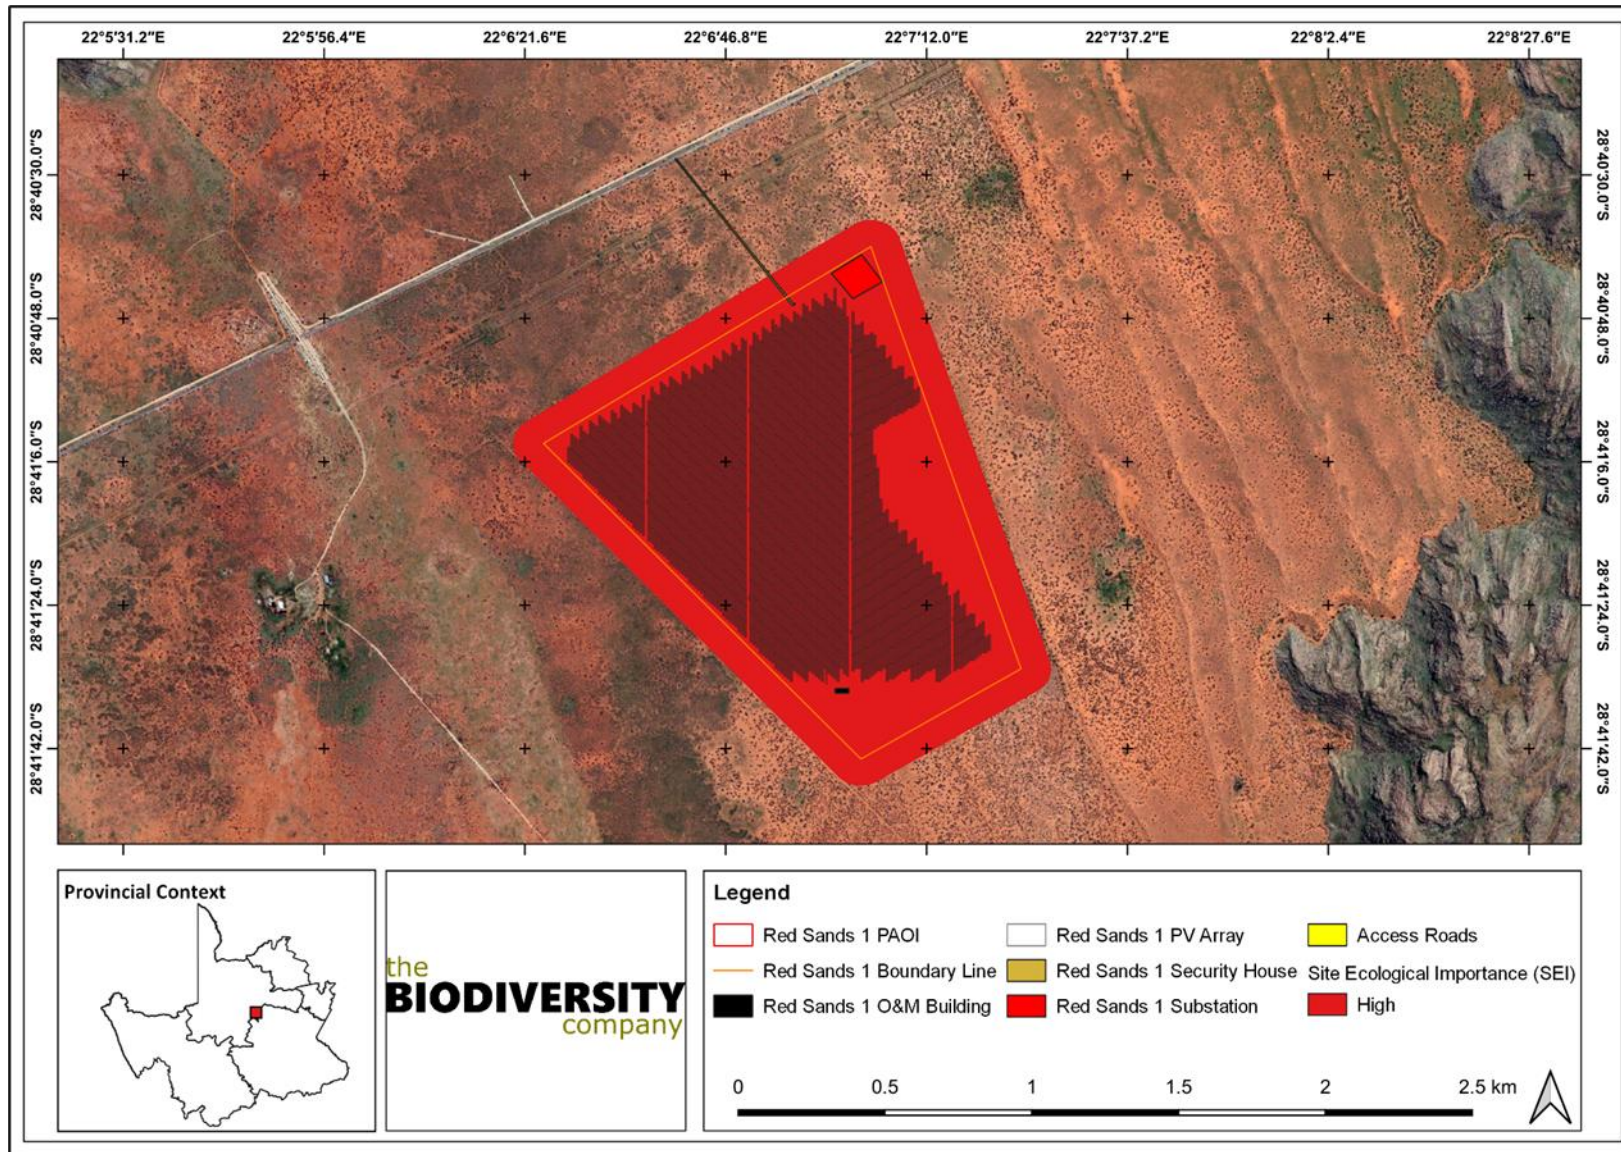 22°5'31.2"E 22°5'56.4"E 22°6'21.6"E 22°6'46.8"E 22°7'12.0"E 22°7'37.2"E 22°8'2.4"E 22°8'27.6"E
28°40'30.0"S 28°40'30.0"S
28°40'48.0"S 28°40'48.0"S
28°41'6.0"S 28°41'6.0"S
28°41'24.0"S 28°41'24.0"S
28°41'42.0"S 28°41'42.0"S
Provincial Context
the
BIODIVERSITY
company
Legend
Red Sands 1 PAOI
Red Sands 1 Boundary Line
Red Sands 1 O&M Building
Red Sands 1 PV Array
Red Sands 1 Security House
Red Sands 1 Substation
Access Roads
Site Ecological Importance (SEI)
High
0 0.5 1 1.5 2 2.5 km